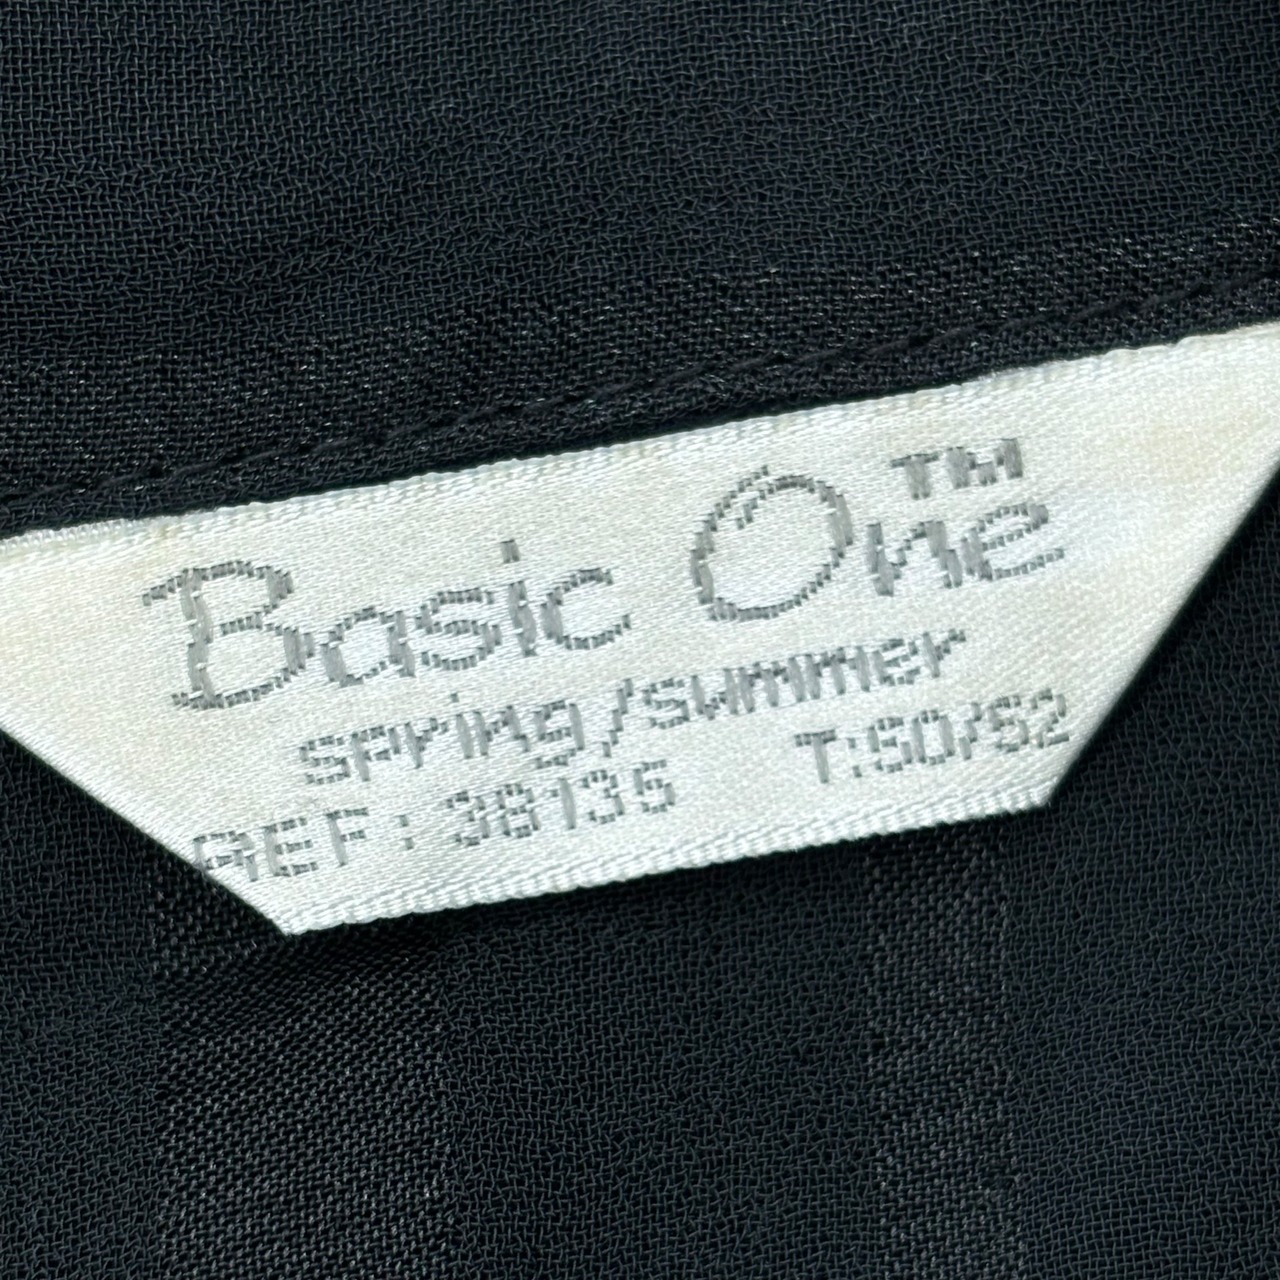 Basic One™
spring/summer
REF: 38135 T:50/52